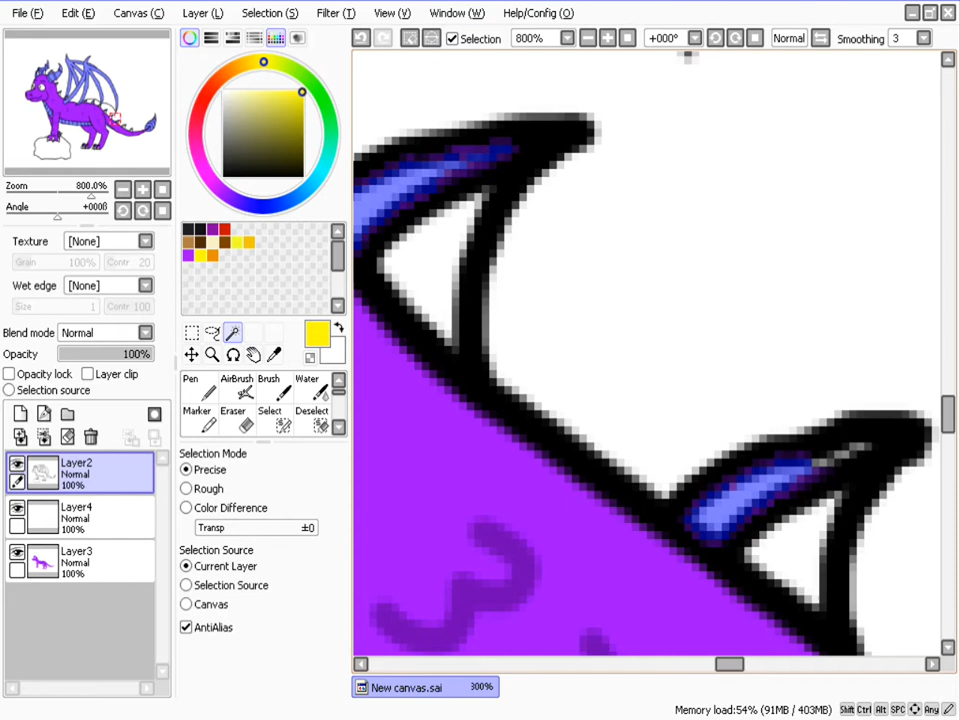 File (F) Edit (E) Canvas (C) Layer (L) Selection (S) Filter (T) View (V) Window (W) Help/Config (O)
Selection 800% +000° Normal Smoothing 3
Zoom 800.0%
Angle +000ß
Texture [None]
Grain 100% Contr 20
Wet edge [None]
Size 1 Contr 100
Blend mode Normal
Opacity 100%
Opacity lock Layer clip
Selection source
Layer2
Normal
100%
Layer4
Normal
100%
Layer3
Normal
100%
Pen AirBrush Brush Water
Marker Eraser Select Deselect
Selection Mode
Precise
Rough
Color Difference
Transp ±0
Selection Source
Current Layer
Selection Source
Canvas
AntiAlias
New canvas.sai 800%
Memory load:54% (91MB / 403MB) Shift Ctrl Alt SPC Any